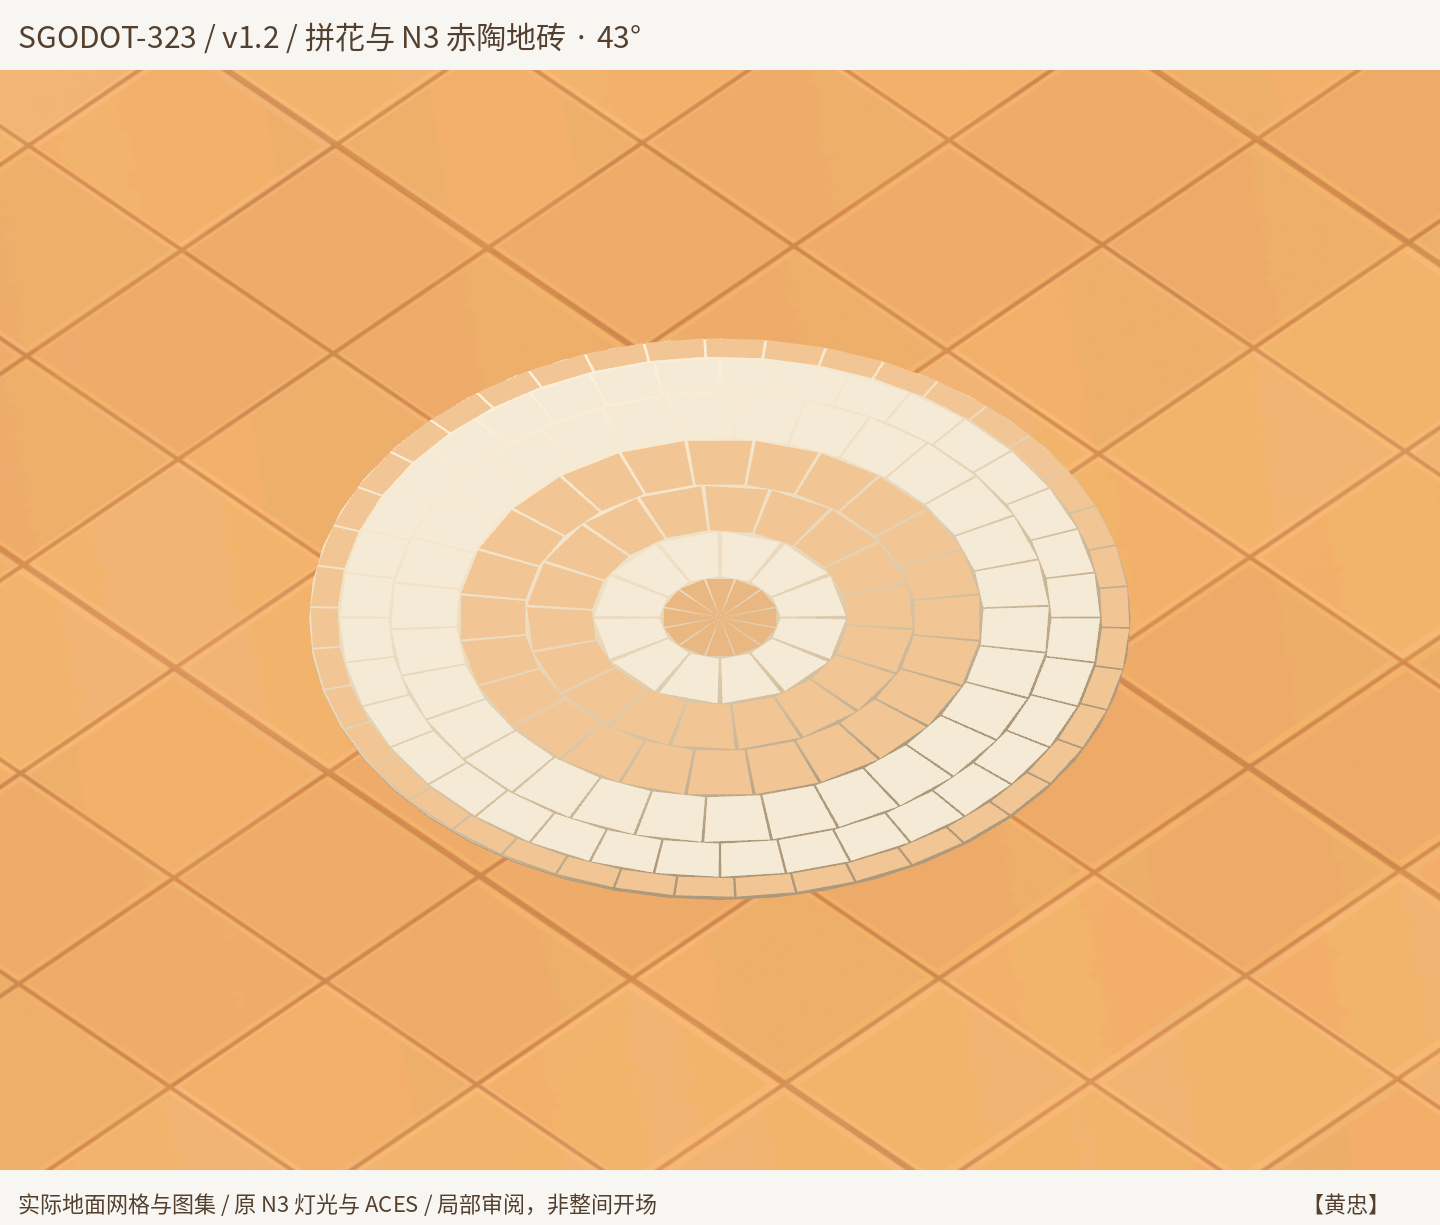 SGODOT-323 / v1.2 / 拼花与 N3 赤陶地砖 · 43°
实际地面网格与图集 / 原 N3 灯光与 ACES / 局部审阅，非整间开场
【黄忠】